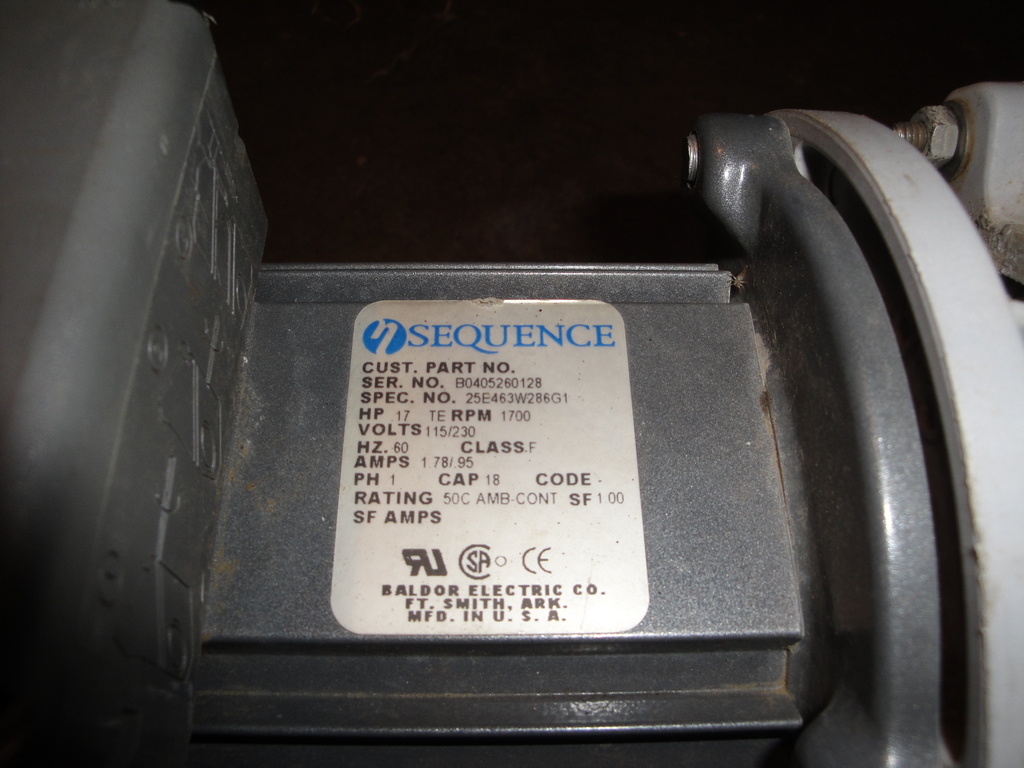 SEQUENCE
CUST. PART NO.
SER. NO. B0405260128
SPEC. NO. 25E463W286G1
HP .17 TE RPM 1700
VOLTS 115/230
HZ. 60 CLASS F
AMPS 1.78/.95
PH 1 CAP 18 CODE -
RATING 50C AMB-CONT SF 1.00
SF AMPS
RU SA CE
BALDOR ELECTRIC CO.
FT. SMITH, ARK.
MFD. IN U. S. A.